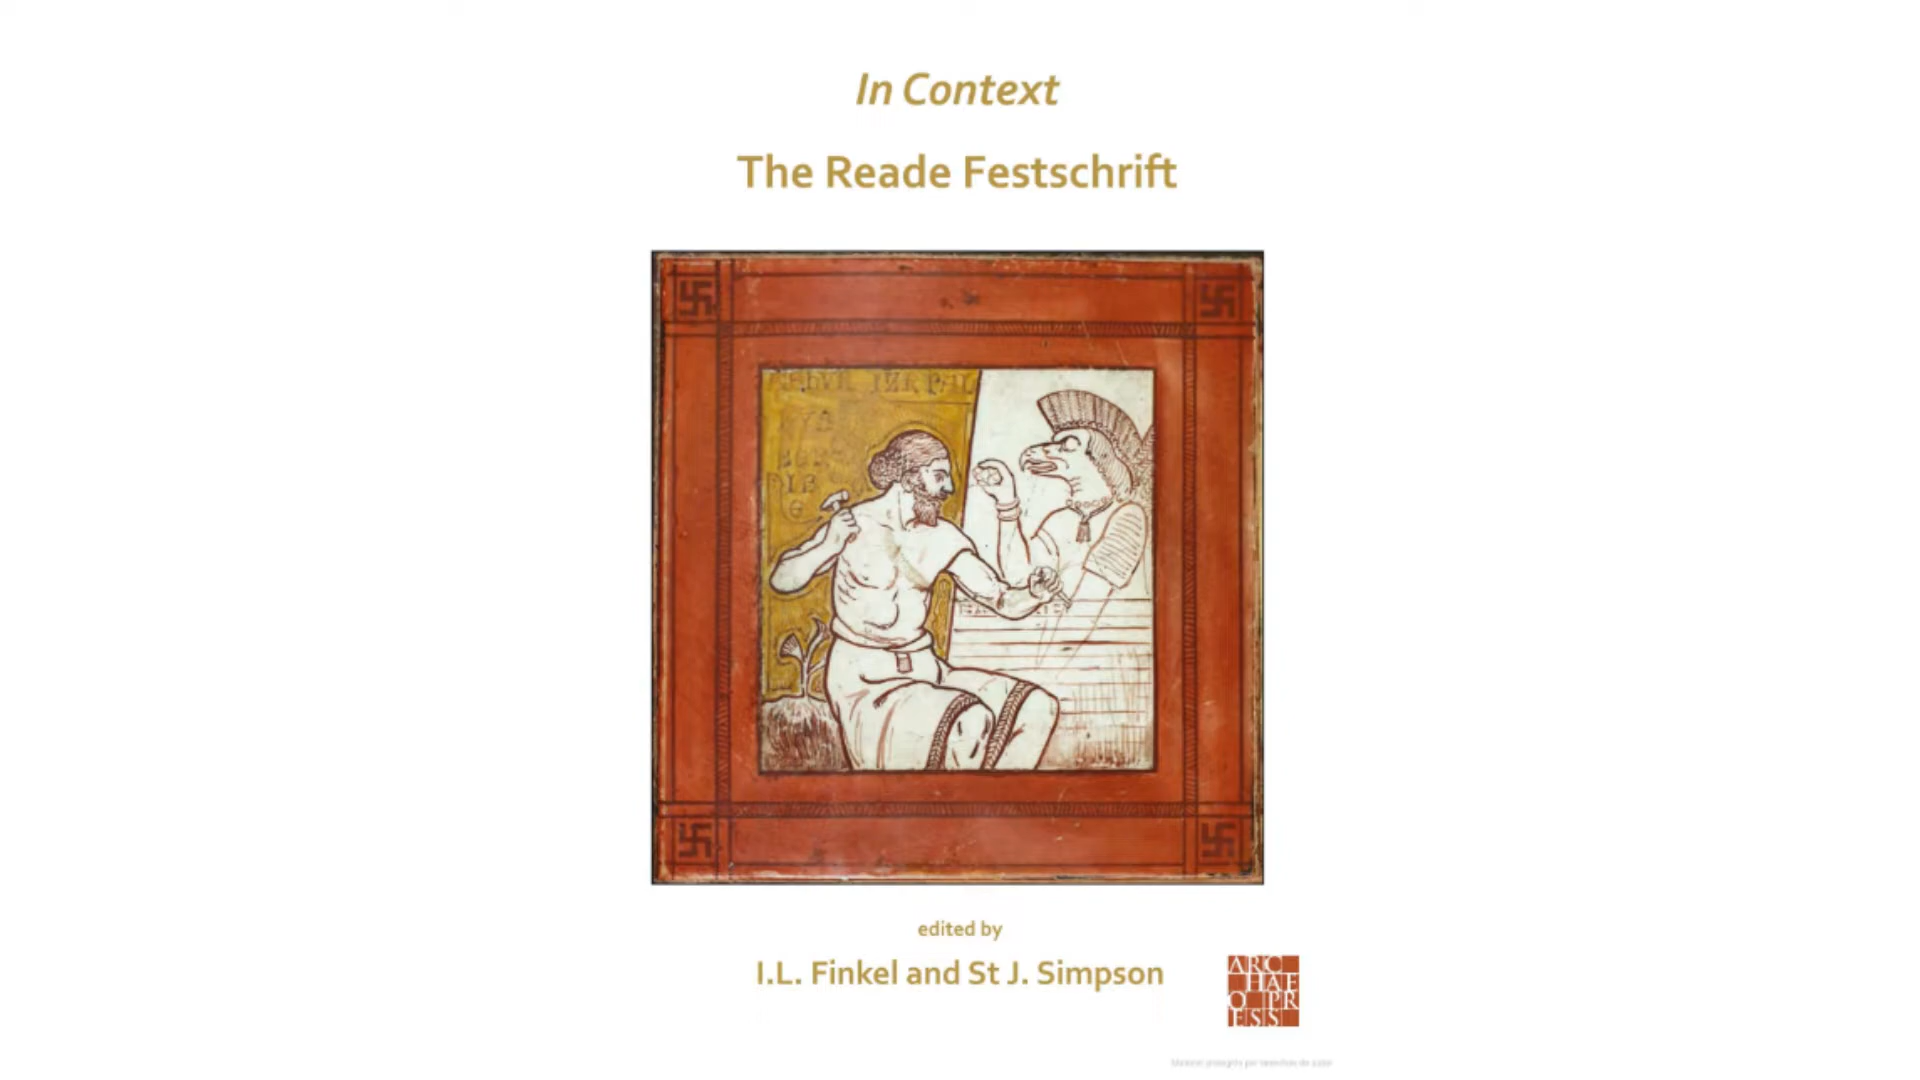 In Context
The Reade Festschrift
edited by
I.L. Finkel and St J. Simpson
ARC
HAE
O PR
ESS